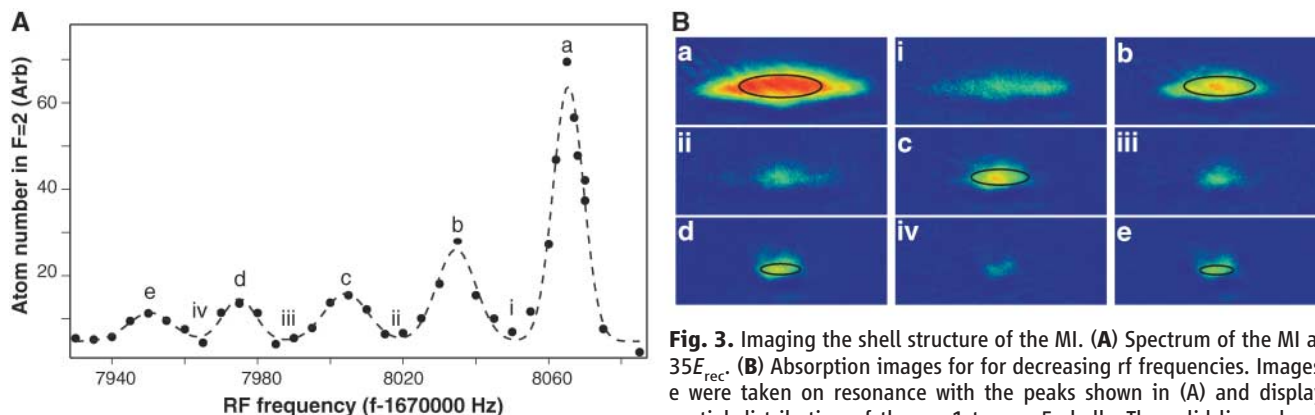 A
a
60
b
40
c
d
20
e
iv
iii
ii
i
7940
7980
8020
8060
Atom number in F=2 (Arb)
RF frequency (f-1670000 Hz)
B
a
i
b
ii
c
iii
d
iv
e
Fig. 3. Imaging the shell structure of the MI. (A) Spectrum of the MI a
35E_rec. (B) Absorption images for for decreasing rf frequencies. Images
e were taken on resonance with the peaks shown in (A) and display